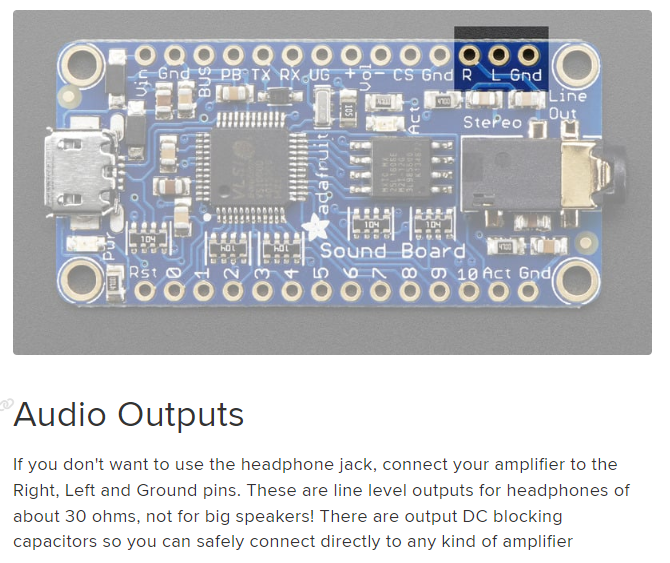 Vin Gnd BUS PB TX RX UG + Vol - CS Gnd R L Gnd
Line
Out
Stereo
Act
adafruit
Sound Board
Pwr
Rst 0 1 2 3 4 5 6 7 8 9 10 Act Gnd
104
104
Audio Outputs
If you don't want to use the headphone jack, connect your amplifier to the
Right, Left and Ground pins. These are line level outputs for headphones of
about 30 ohms, not for big speakers! There are output DC blocking
capacitors so you can safely connect directly to any kind of amplifier